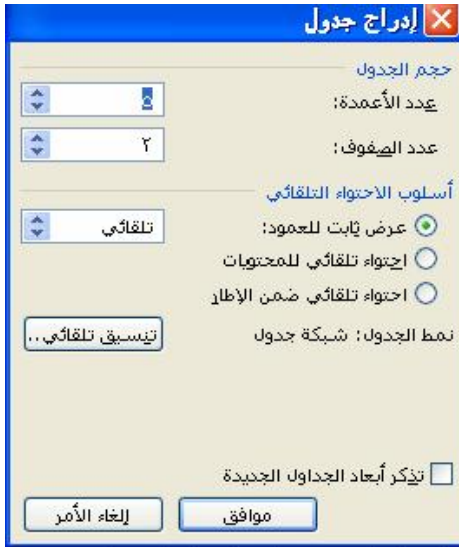 إدراج جدول
حجم الجدول
عدد الأعمدة: ٥
عدد الصفوف: ٢
أسلوب الاحتواء التلقائي
عرض ثابت للعمود: تلقائي
احتواء تلقائي للمحتويات
احتواء تلقائي ضمن الإطار
نمط الجدول: شبكة جدول تنسيق تلقائي..
تذكر أبعاد الجداول الجديدة
موافق إلغاء الأمر